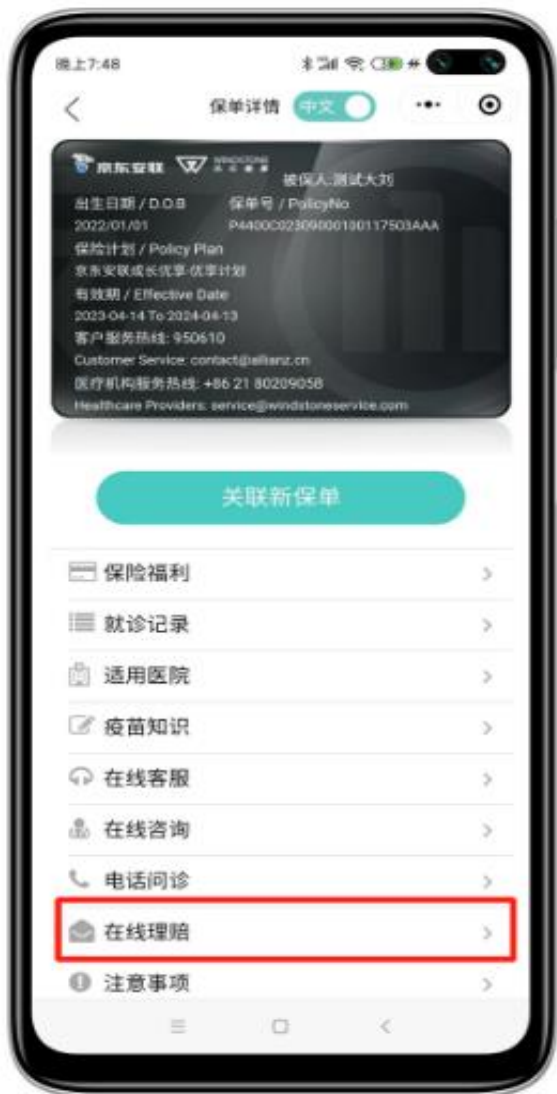 晚上7:48
保单详情 中文
京东安联 WINDSTONE
被保人:测试大刘
出生日期 / D.O.B 保单号 / PolicyNo
2022/01/01 P4400C02309000100117503AAA
保险计划 / Policy Plan
京东安联成长优享-优享计划
有效期 / Effective Date
2023-04-14 To 2024-04-13
客户服务热线: 950610
Customer Service: contact@allianz.cn
医疗机构服务热线: +86 21 80209058
Healthcare Providers: service@windstoneservice.com
关联新保单
保险福利
就诊记录
适用医院
疫苗知识
在线客服
在线咨询
电话问诊
在线理赔
注意事项